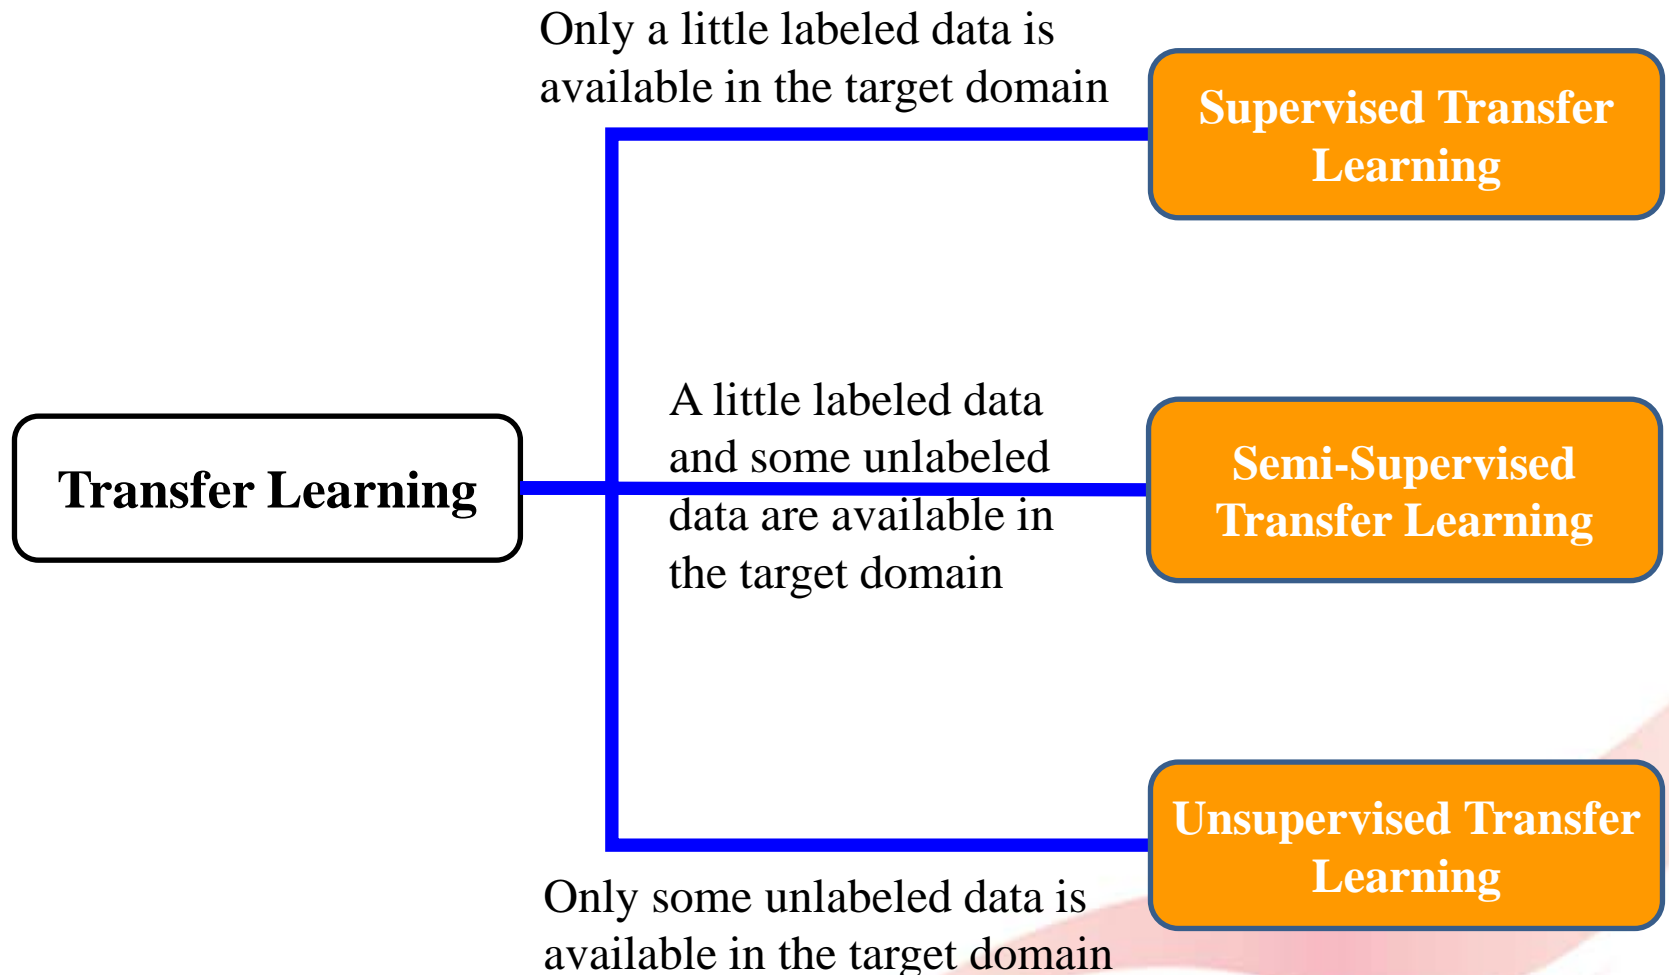 Only a little labeled data is
available in the target domain
Supervised Transfer
Learning
Transfer Learning
A little labeled data
and some unlabeled
data are available in
the target domain
Semi-Supervised
Transfer Learning
Unsupervised Transfer
Learning
Only some unlabeled data is
available in the target domain